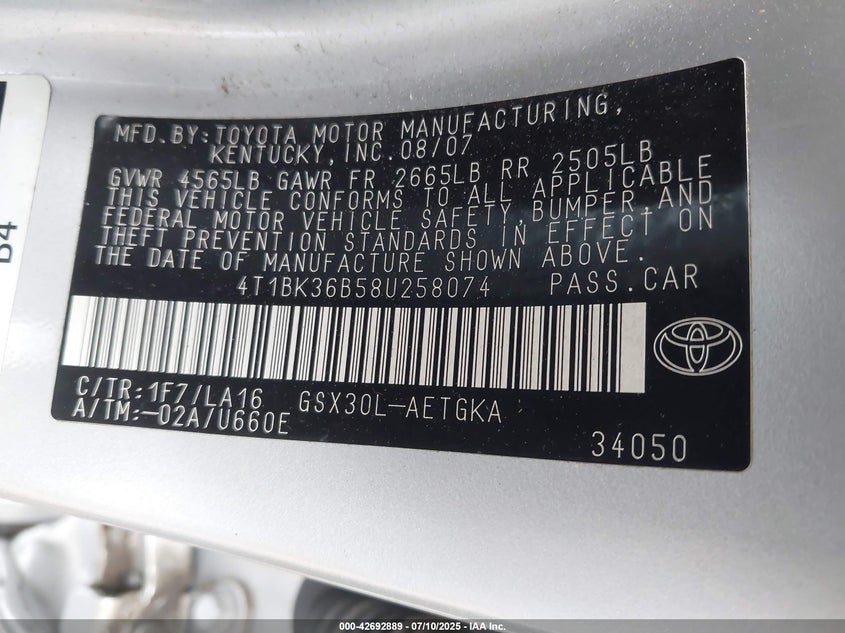 B4
MFD. BY: TOYOTA MOTOR MANUFACTURING,
KENTUCKY, INC. 08/07
GVWR 4565LB GAWR FR 2665LB RR 2505LB
THIS VEHICLE CONFORMS TO ALL APPLICABLE
FEDERAL MOTOR VEHICLE SAFETY, BUMPER AND
THEFT PREVENTION STANDARDS IN EFFECT ON
THE DATE OF MANUFACTURE SHOWN ABOVE.
4T1BK36B58U258074 PASS.CAR
C/TR: 1F7/LA16 GSX30L-AETGKA
A/TM: -02A/U660E
34050
000-42692889 - 07/10/2025 - IAA Inc.